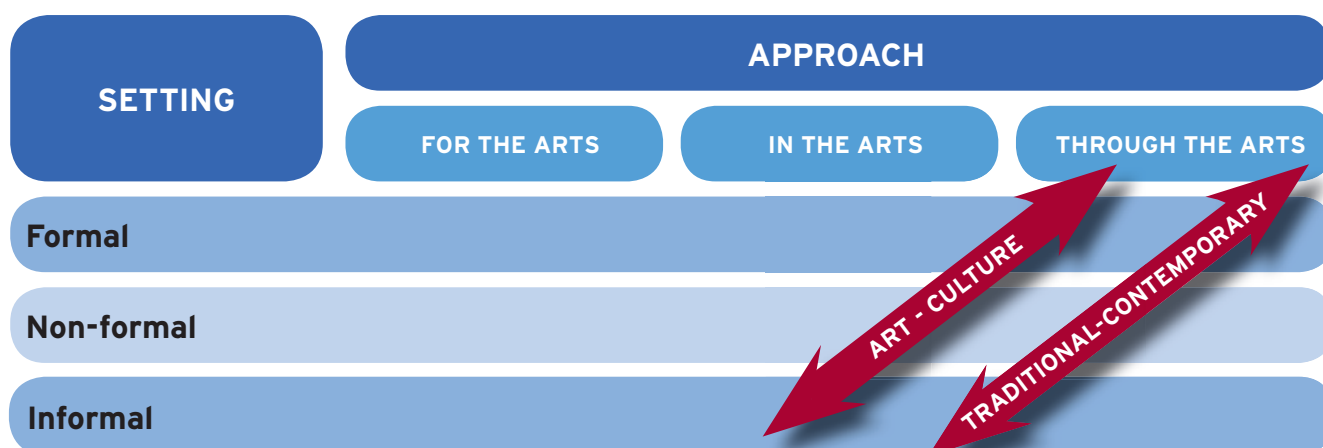 SETTING
APPROACH
FOR THE ARTS
IN THE ARTS
THROUGH THE ARTS
Formal
Non-formal
Informal
ART - CULTURE
TRADITIONAL-CONTEMPORARY